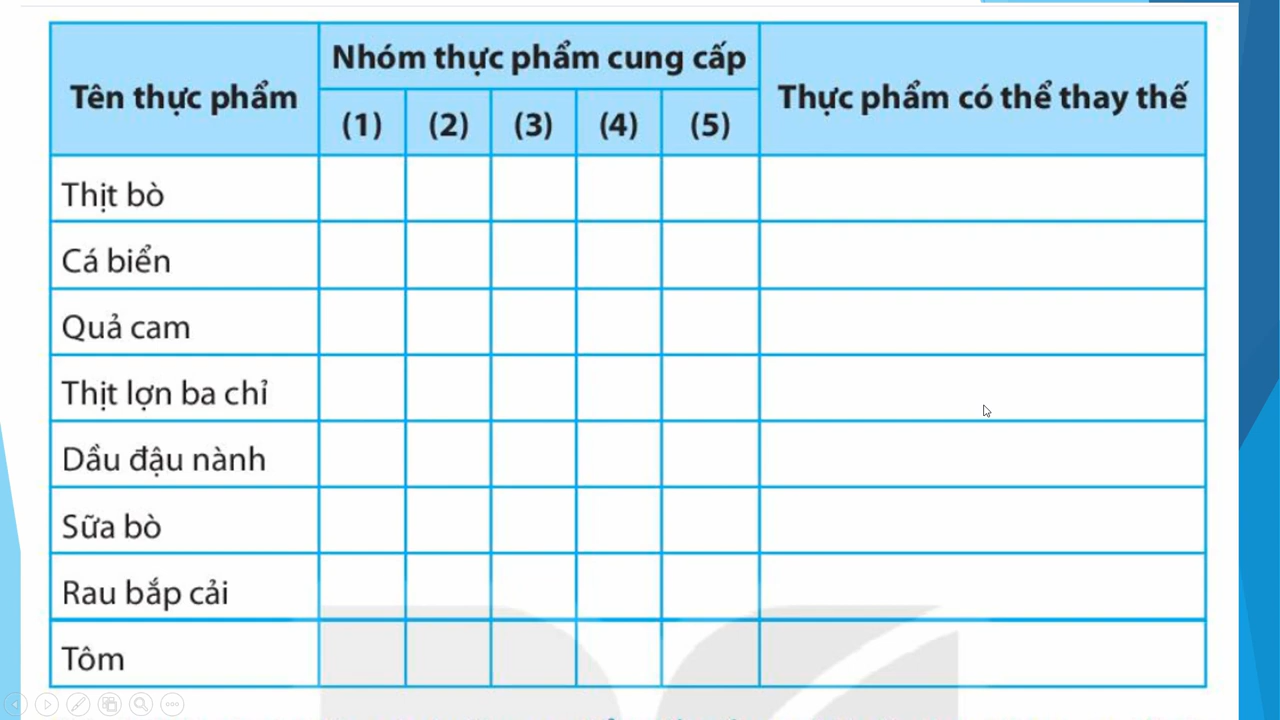 Tên thực phẩm
Nhóm thực phẩm cung cấp
Thực phẩm có thể thay thế
(1) (2) (3) (4) (5)
Thịt bò
Cá biển
Quả cam
Thịt lợn ba chỉ
Dầu đậu nành
Sữa bò
Rau bắp cải
Tôm